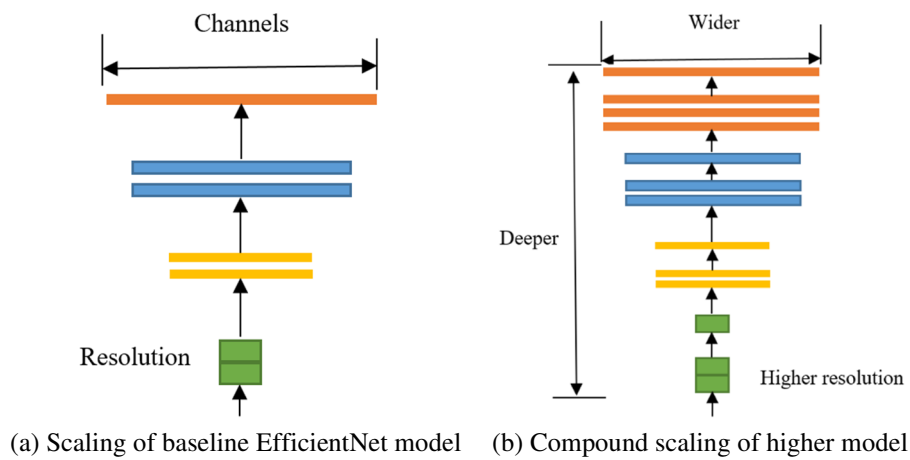 Channels
Resolution
(a) Scaling of baseline EfficientNet model
Wider
Deeper
Higher resolution
(b) Compound scaling of higher model